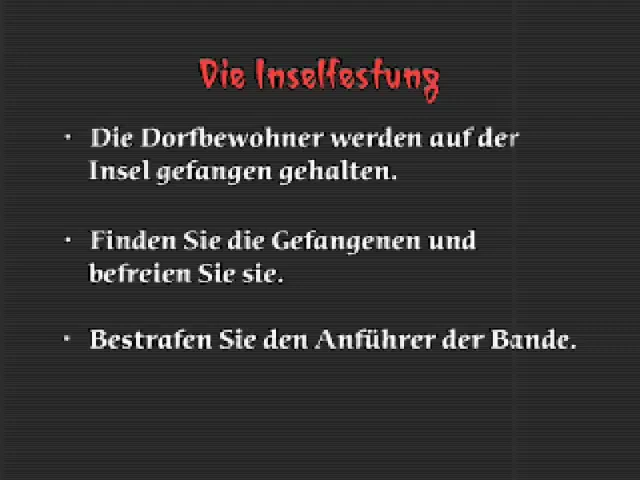 Die Inselfestung
· Die Dorfbewohner werden auf der
Insel gefangen gehalten.
· Finden Sie die Gefangenen und
befreien Sie sie.
· Bestrafen Sie den Anführer der Bande.